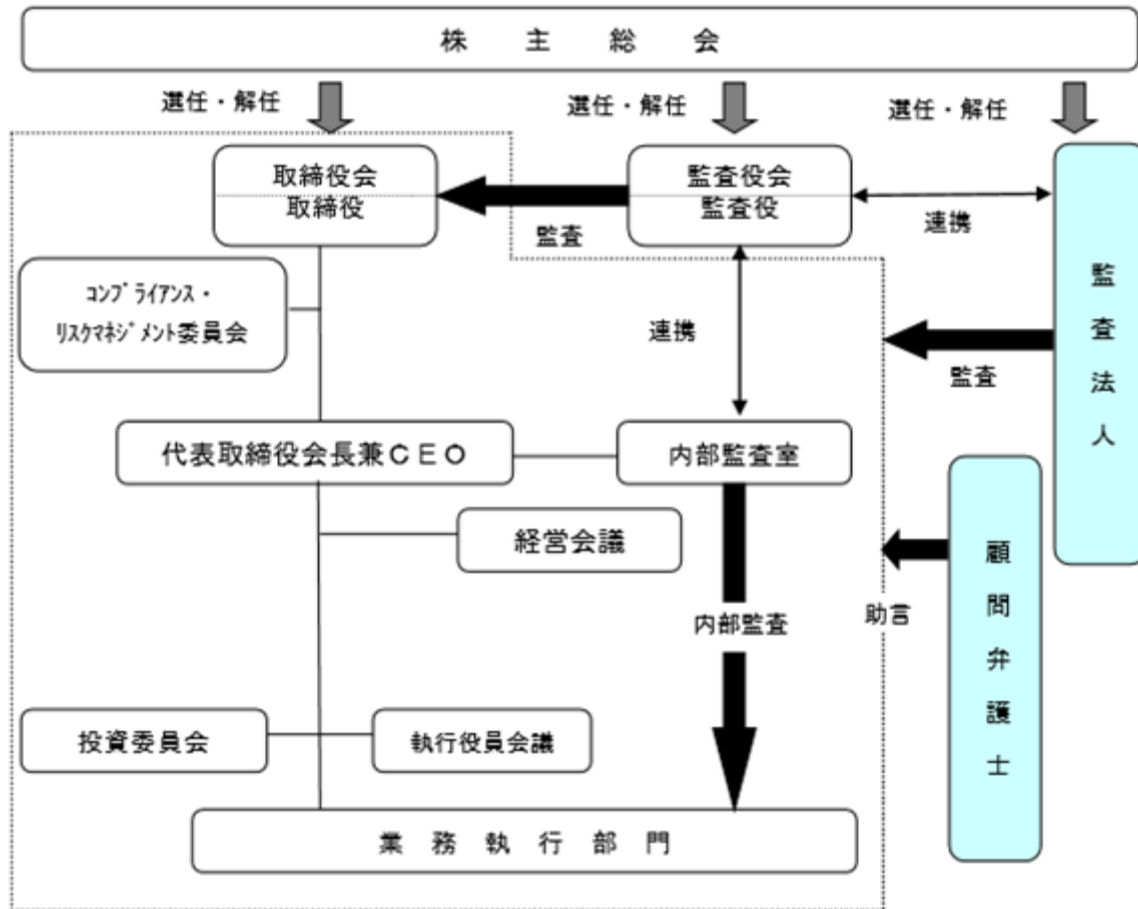 株主総会
選任・解任
選任・解任
選任・解任
取締役会
取締役
監査役会
監査役
監査
連携
コンプライアンス・
リスクマネジメント委員会
連携
監査
監査法人
代表取締役会長兼CEO
内部監査室
経営会議
顧問弁護士
助言
内部監査
投資委員会
執行役員会議
業務執行部門